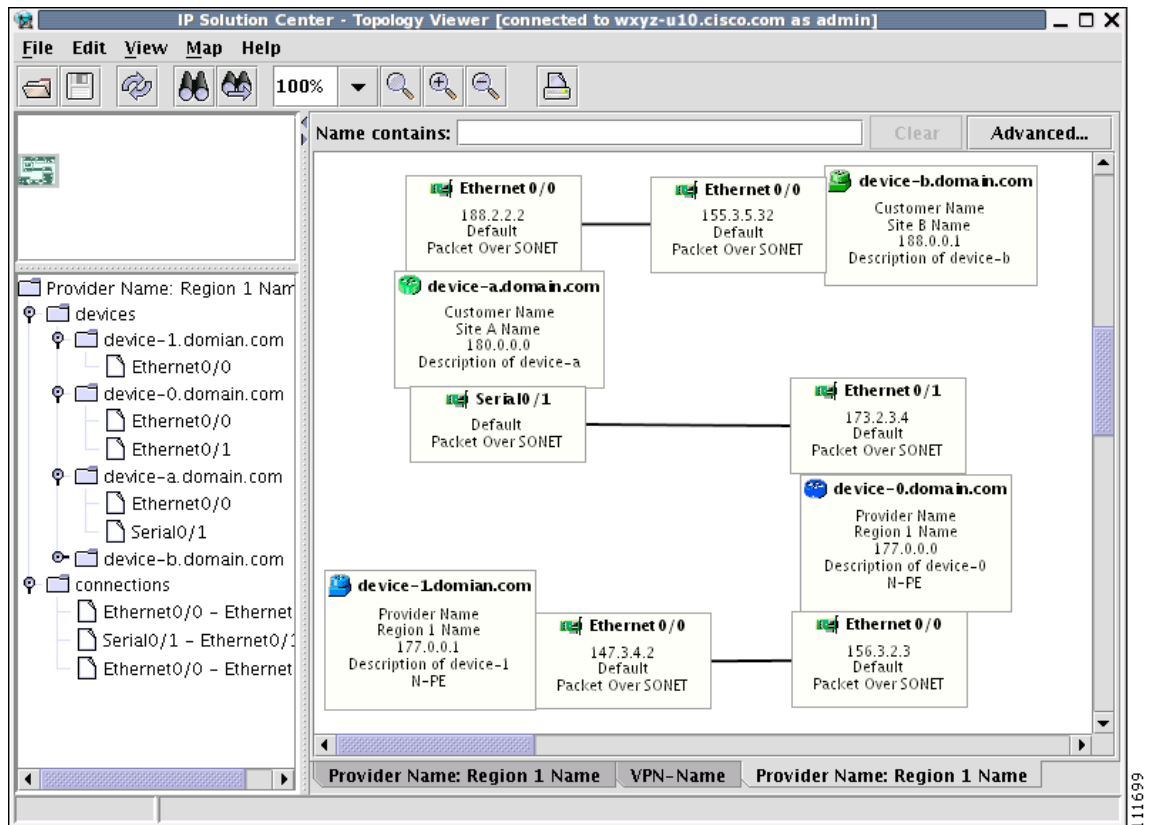 IP Solution Center - Topology Viewer [connected to wxyz-u10.cisco.com as admin]
File Edit View Map Help
100%
Name contains:
Clear
Advanced...
Provider Name: Region 1 Nam
devices
device-1.domian.com
Ethernet0/0
device-0.domain.com
Ethernet0/0
Ethernet0/1
device-a.domain.com
Ethernet0/0
Serial0/1
device-b.domain.com
connections
Ethernet0/0 - Ethernet
Serial0/1 - Ethernet0/1
Ethernet0/0 - Ethernet
Ethernet0/0
188.2.2.2
Default
Packet Over SONET
Ethernet0/0
155.3.5.32
Default
Packet Over SONET
device-b.domain.com
Customer Name
Site B Name
188.0.0.1
Description of device-b
device-a.domain.com
Customer Name
Site A Name
180.0.0.0
Description of device-a
Serial0/1
Default
Packet Over SONET
Ethernet0/1
173.2.3.4
Default
Packet Over SONET
device-0.domain.com
Provider Name
Region 1 Name
177.0.0.0
Description of device-0
N-PE
device-1.domian.com
Provider Name
Region 1 Name
177.0.0.1
Description of device-1
N-PE
Ethernet0/0
147.3.4.2
Default
Packet Over SONET
Ethernet0/0
156.3.2.3
Default
Packet Over SONET
Provider Name: Region 1 Name
VPN-Name
Provider Name: Region 1 Name
111699